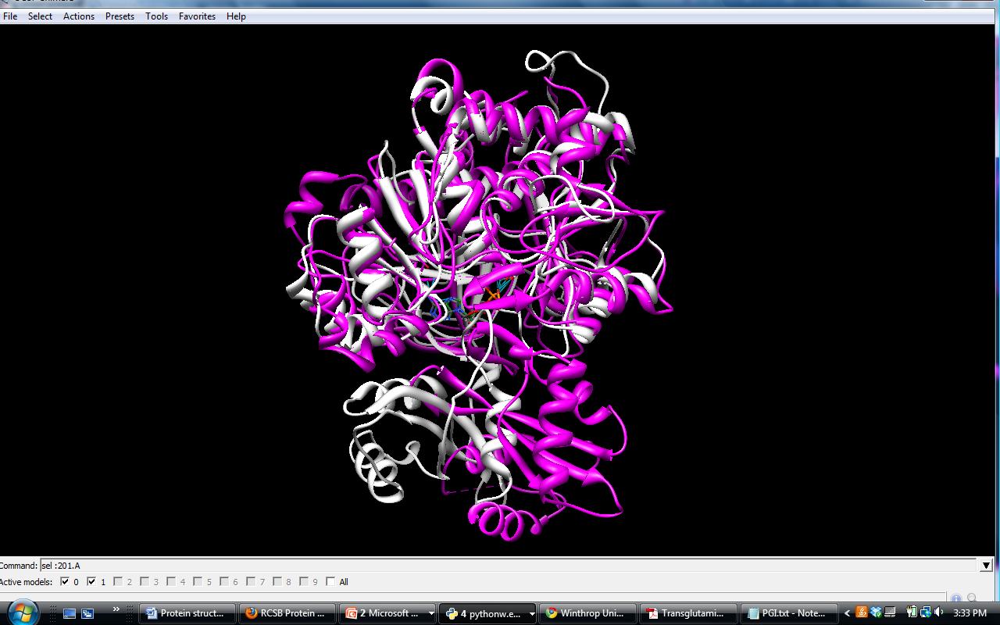 File Select Actions Presets Tools Favorites Help
Command: sel :201.A
Active models: 0 1 2 3 4 5 6 7 8 9 All
» Protein struct... RCSB Protein ... 2 Microsoft ... 4 pythonw.e... Winthrop Uni... Transglutami... PGI.txt - Note... < 3:33 PM